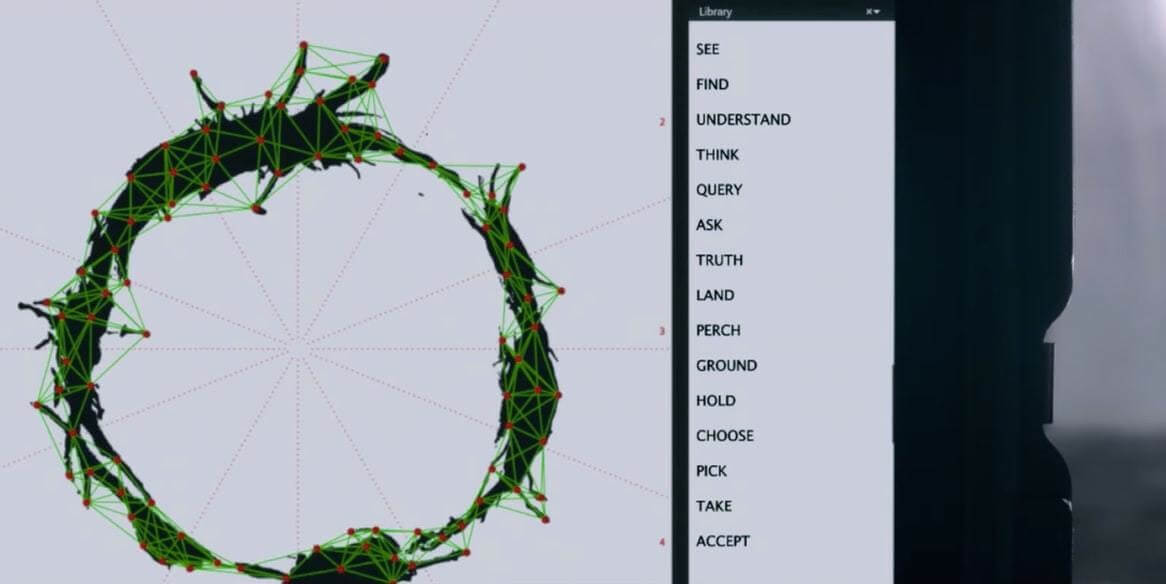 Library
SEE
FIND
UNDERSTAND
THINK
QUERY
ASK
TRUTH
LAND
PERCH
GROUND
HOLD
CHOOSE
PICK
TAKE
ACCEPT
2
3
4